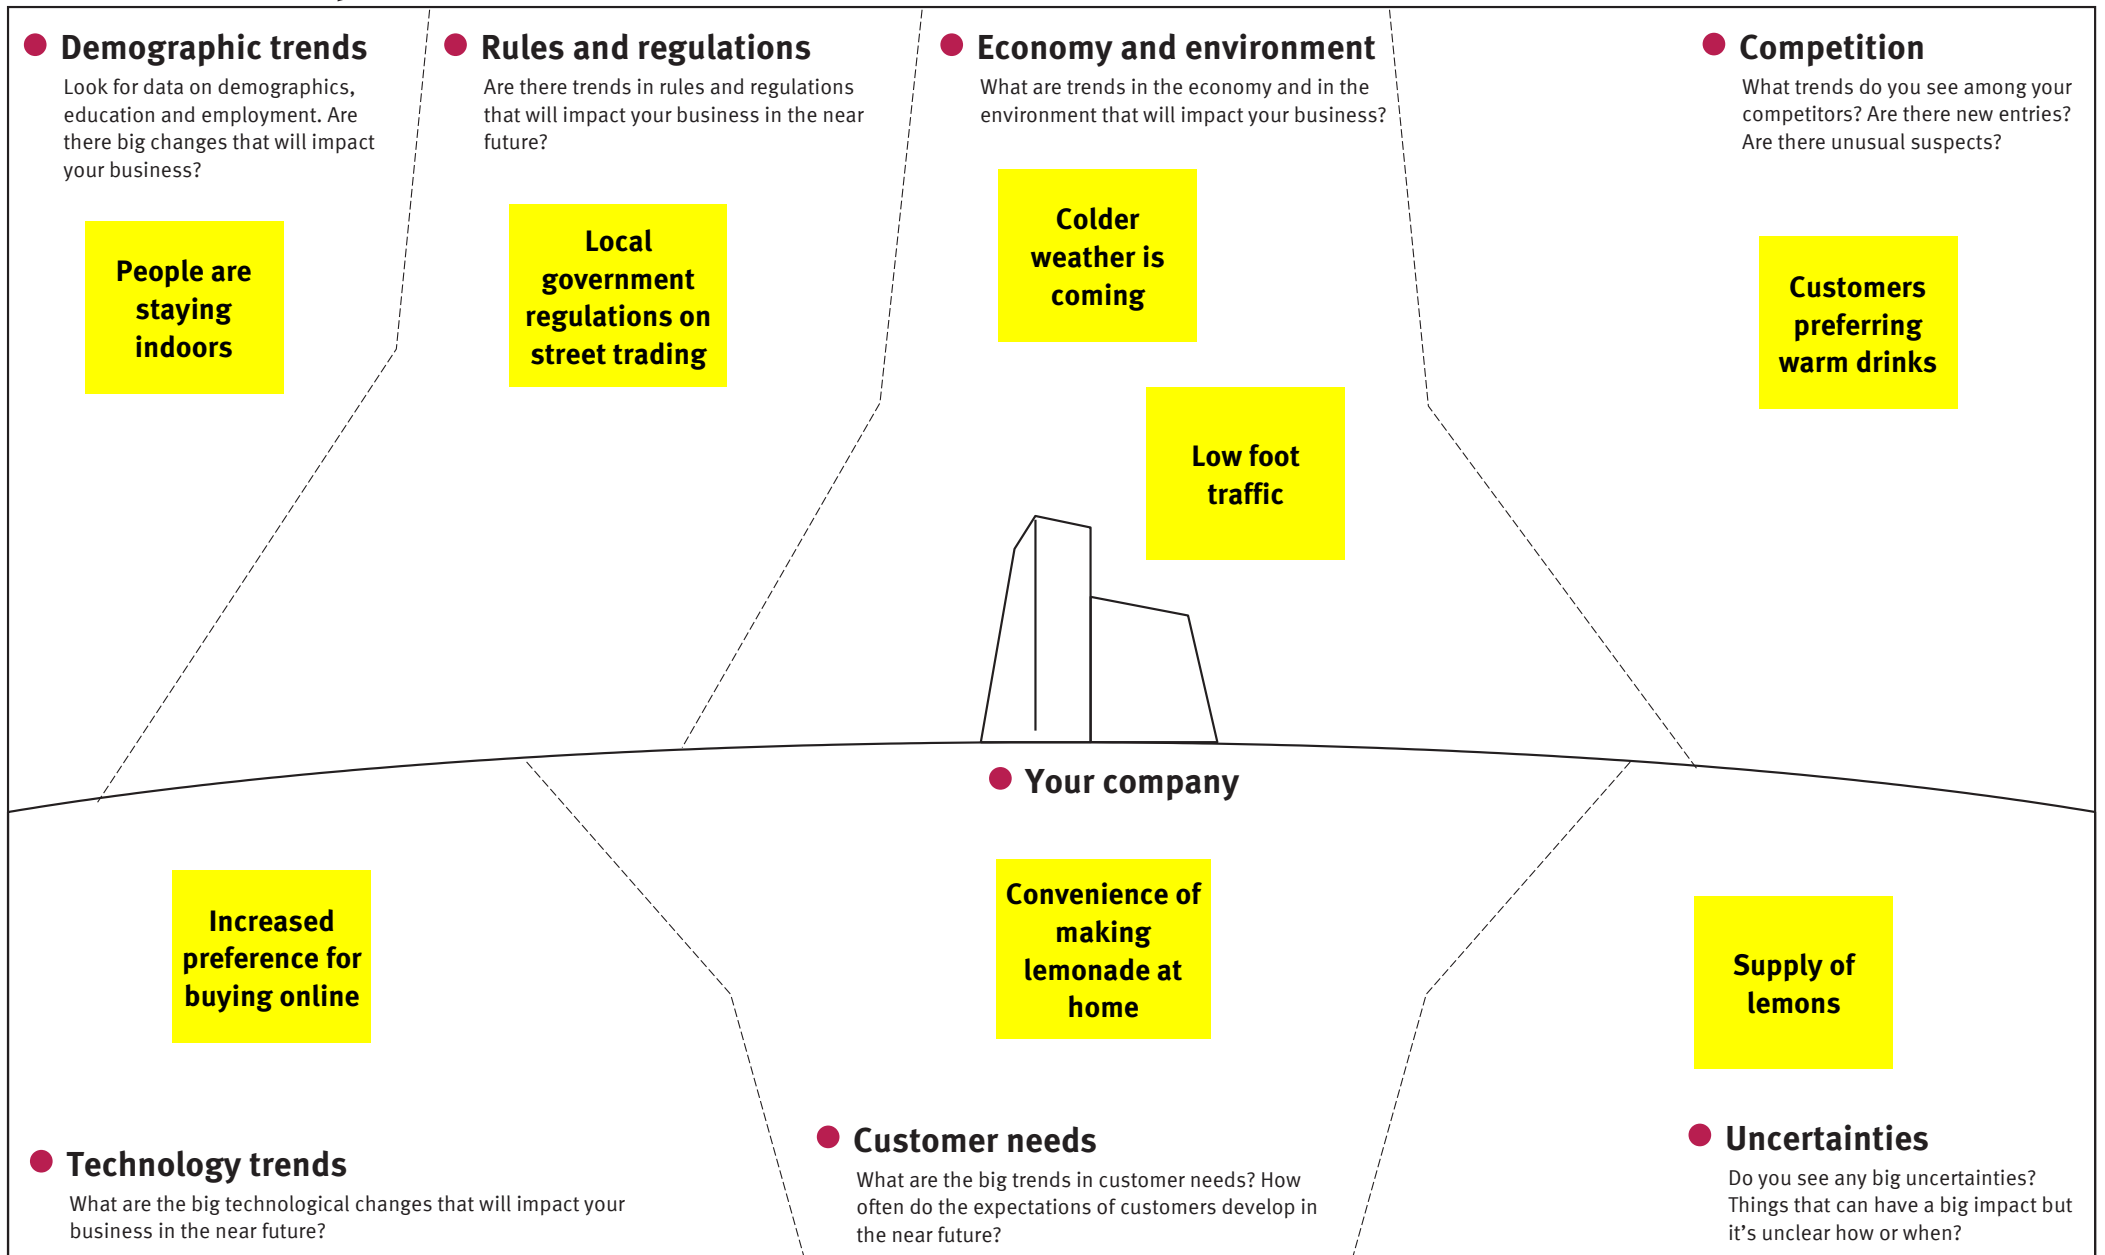 Demographic trends
Look for data on demographics,
education and employment. Are
there big changes that will impact
your business?
People are
staying
indoors
Rules and regulations
Are there trends in rules and regulations
that will impact your business in the near
future?
Local
government
regulations on
street trading
Economy and environment
What are trends in the economy and in the
environment that will impact your business?
Colder
weather is
coming
Low foot
traffic
Competition
What trends do you see among your
competitors? Are there new entries?
Are there unusual suspects?
Customers
preferring
warm drinks
Your company
Increased
preference for
buying online
Technology trends
What are the big technological changes that will impact your
business in the near future?
Convenience of
making
lemonade at
home
Customer needs
What are the big trends in customer needs? How
often do the expectations of customers develop in
the near future?
Supply of
lemons
Uncertainties
Do you see any big uncertainties?
Things that can have a big impact but
it's unclear how or when?